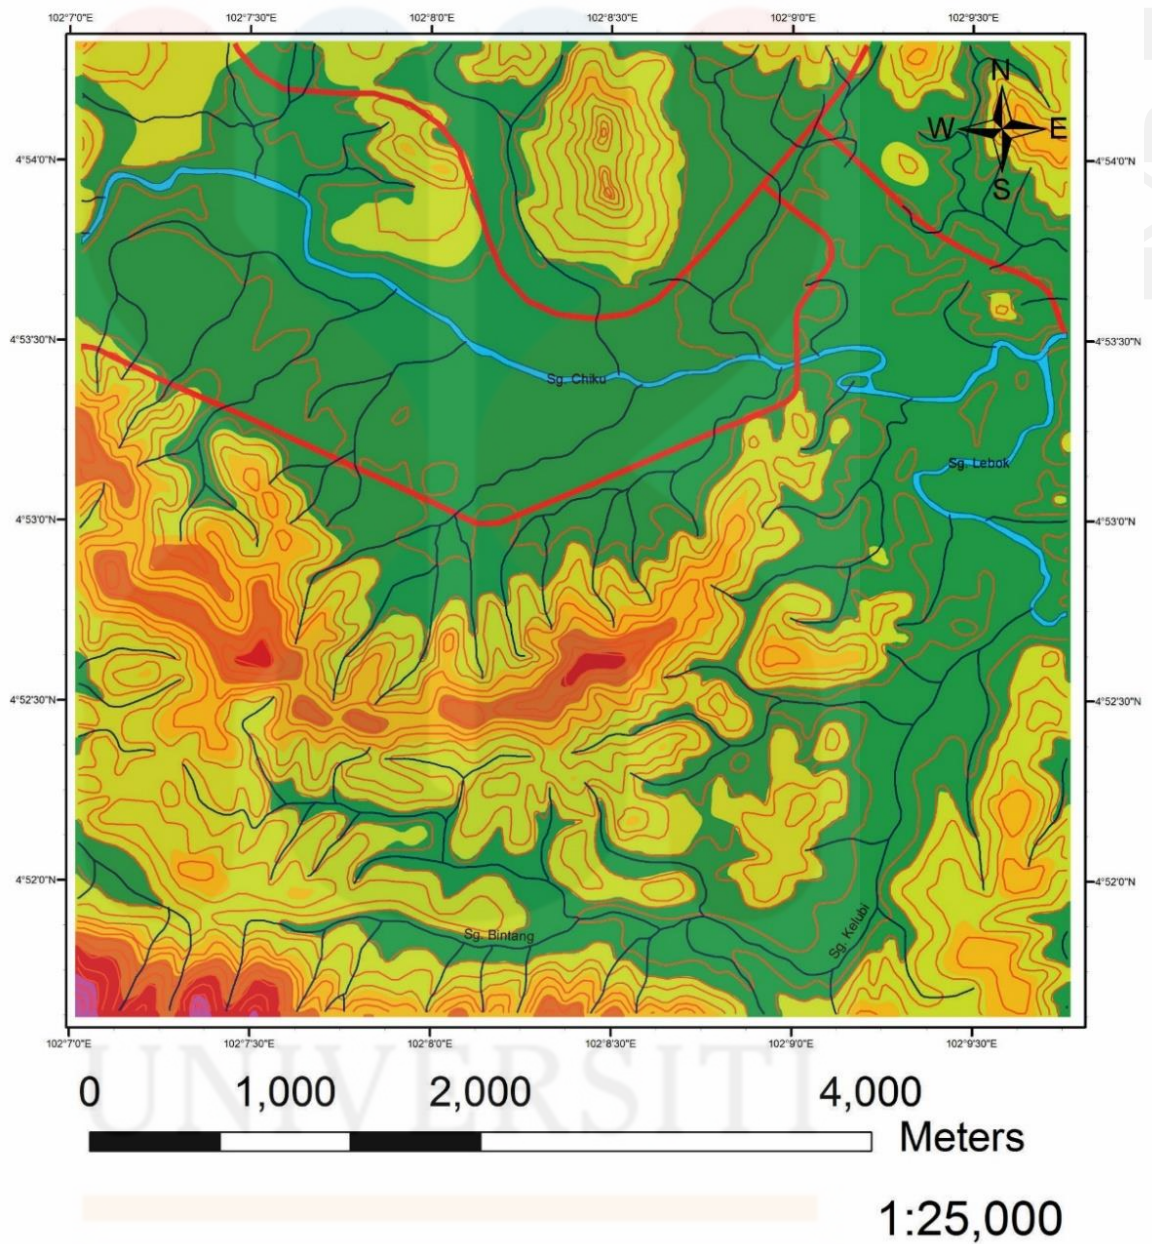 102°7'0"E 102°7'30"E 102°8'0"E 102°8'30"E 102°9'0"E 102°9'30"E
N
W E
S
4°54'0"N 4°54'0"N
4°53'30"N 4°53'30"N
Sg. Chiku
Sg. Lebok
4°53'0"N 4°53'0"N
4°52'30"N 4°52'30"N
4°52'0"N 4°52'0"N
Sg. Bintang
Sg. Kelubi
102°7'0"E 102°7'30"E 102°8'0"E 102°8'30"E 102°9'0"E 102°9'30"E
UNIVERSITI
0 1,000 2,000 4,000
Meters
1:25,000